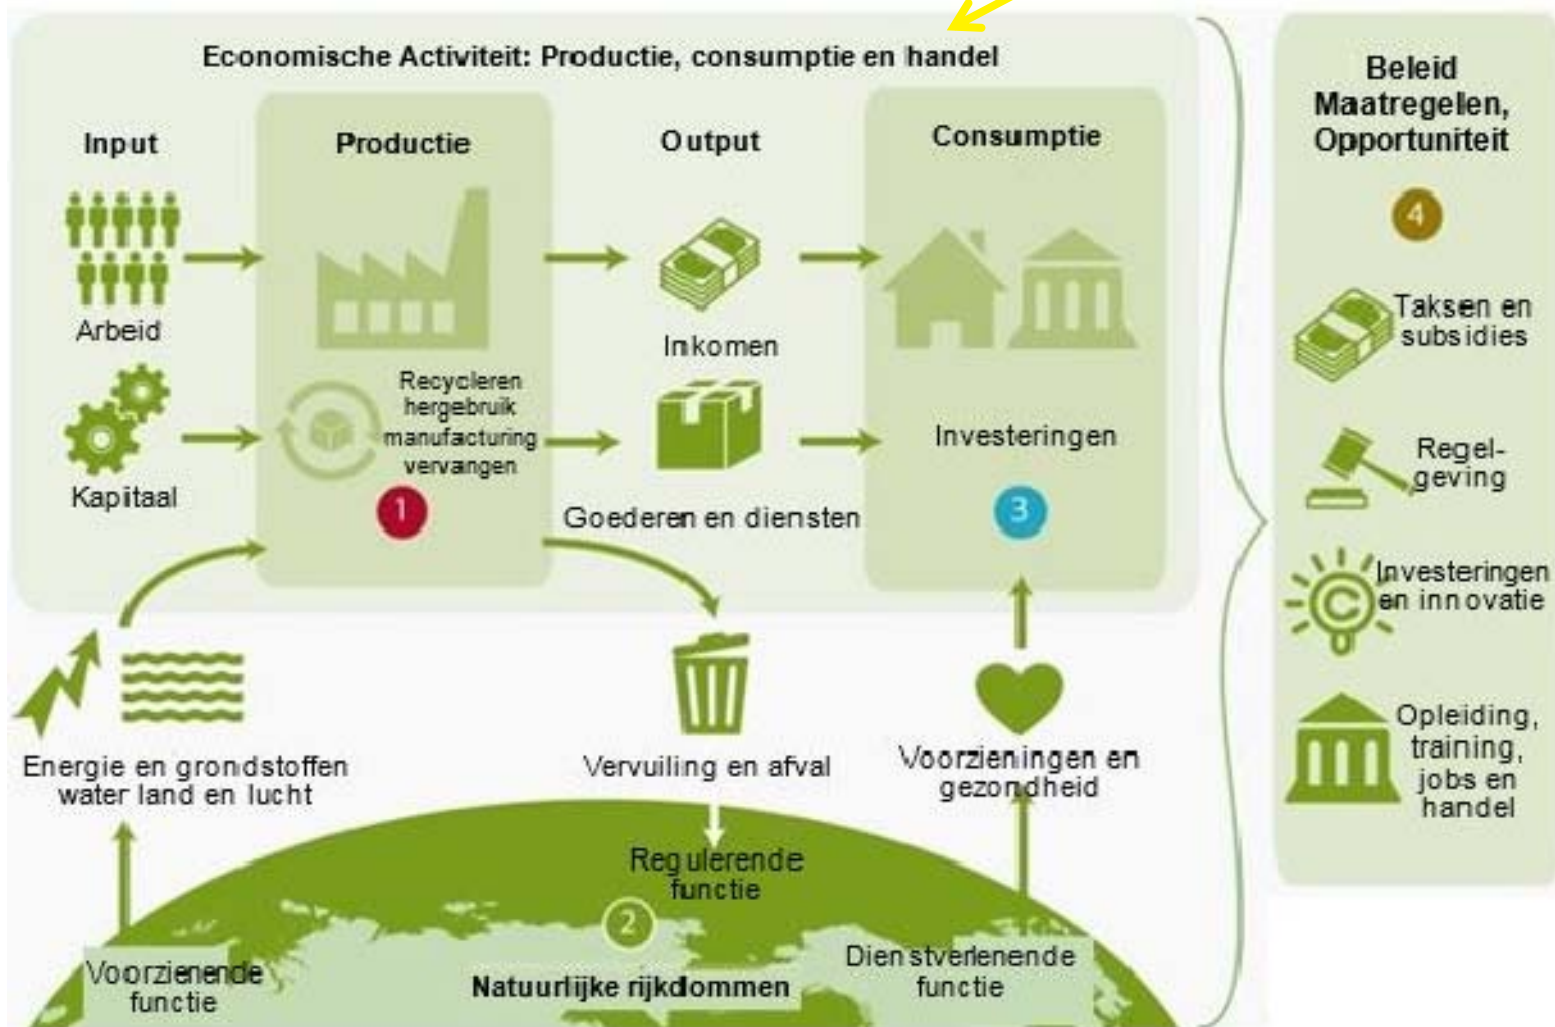 Economische Activiteit: Productie, consumptie en handel
Input
Productie
Output
Consumptie
Arbeid
Inkomen
Kapitaal
Recycleren
hergebruik
manufacturing
vervangen
1
Goederen en diensten
Investeringen
3
Energie en grondstoffen
water land en lucht
Vervuiling en afval
Voorzieningen en
gezondheid
Regulerende
functie
2
Voorzienende
functie
Natuurlijke rijkdommen
Dienstverlenende
functie
Beleid
Maatregelen,
Opportuniteit
4
Taksen en
subsidies
Regel-
geving
C
Investeringen
en innovatie
Opleiding,
training,
jobs en
handel